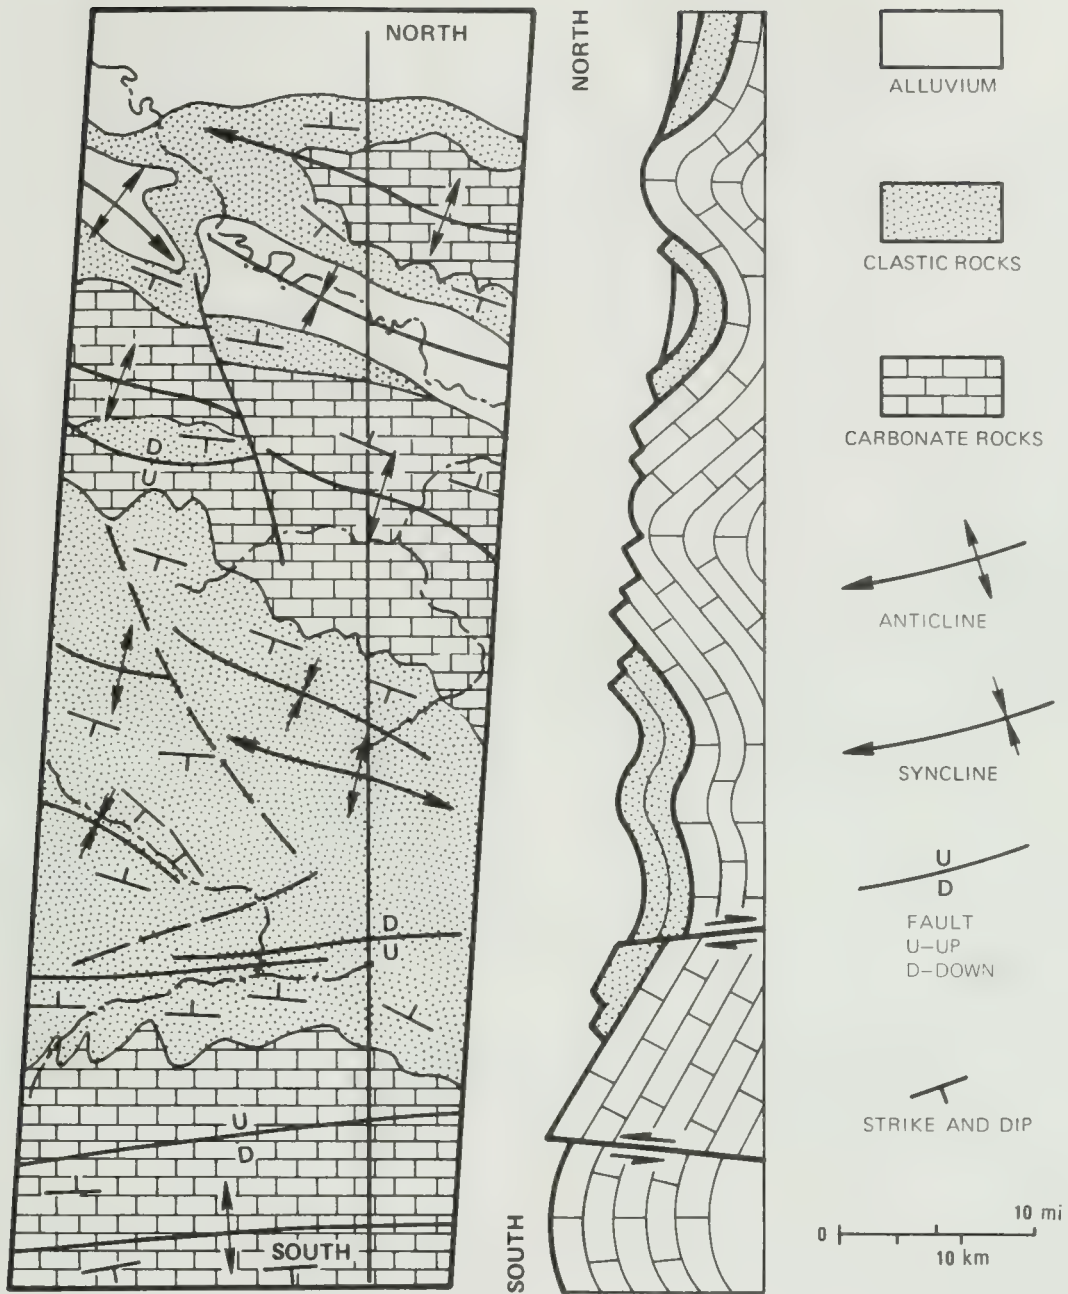 NORTH
D
U
D
U
U
D
SOUTH
NORTH
SOUTH
ALLUVIUM
CLASTIC ROCKS
CARBONATE ROCKS
ANTICLINE
SYNCLINE
U
D
FAULT
U-UP
D-DOWN
STRIKE AND DIP
10 mi
0
10 km